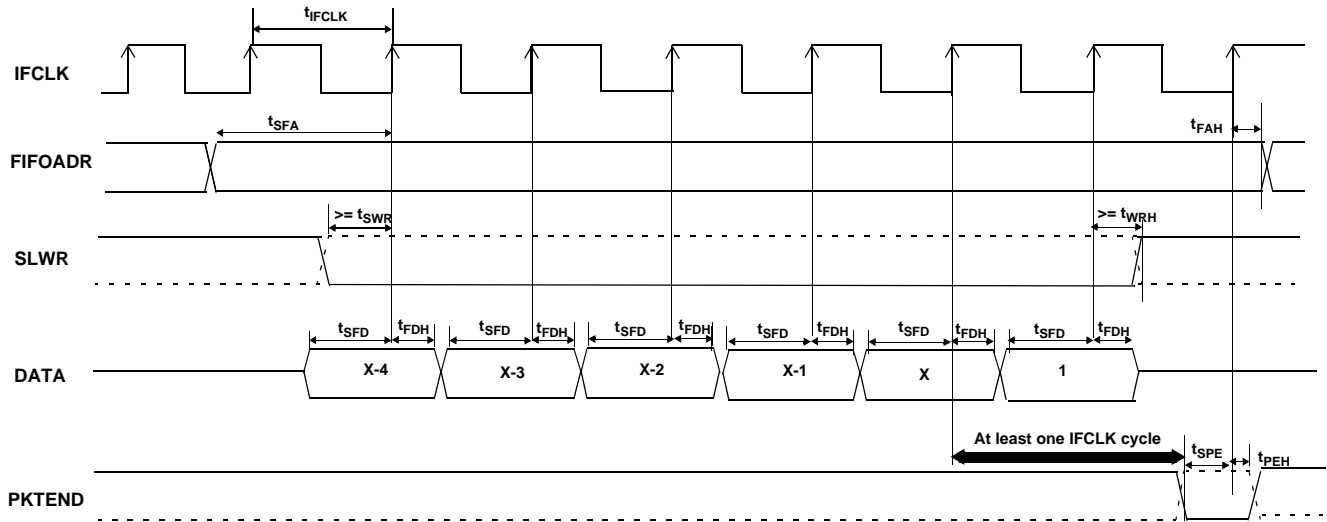 tIFCLK
IFCLK
tSFA
tFAH
FIFOADR
>= tSWR
>= tWRH
SLWR
tSFD tFDH tSFD tFDH tSFD tFDH tSFD tFDH tSFD tFDH tSFD tFDH
DATA X-4 X-3 X-2 X-1 X 1
At least one IFCLK cycle
tSPE
tPEH
PKTEND